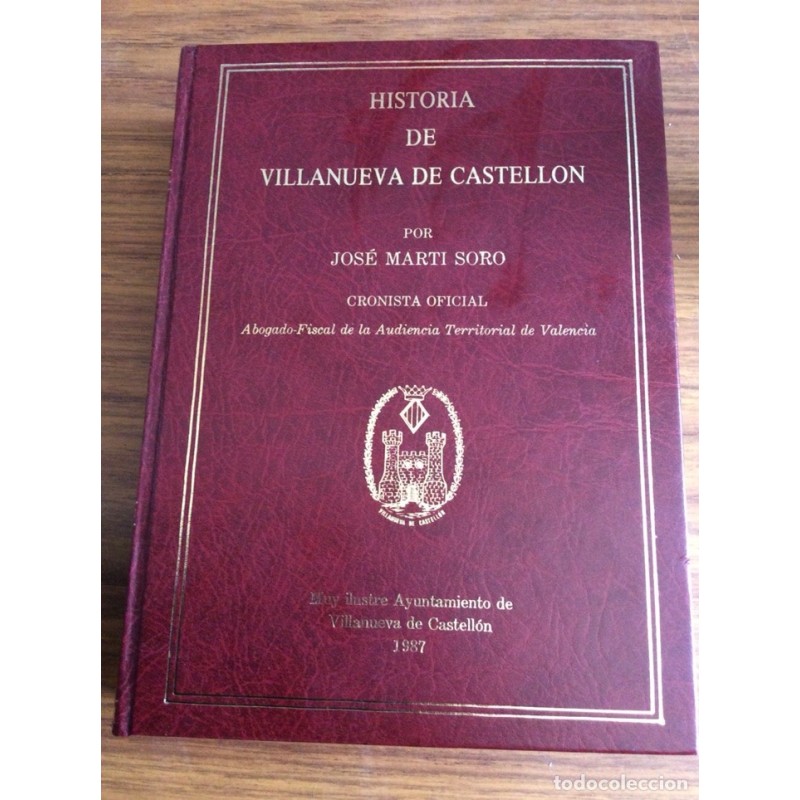 HISTORIA
DE
VILLANUEVA DE CASTELLON
POR
JOSÉ MARTI SORO
CRONISTA OFICIAL
Abogado-Fiscal de la Audiencia Territorial de Valencia
VILLANUEVA DE CASTELLÓN
Muy ilustre Ayuntamiento de
Villanueva de Castellón
1987
todocoleccion